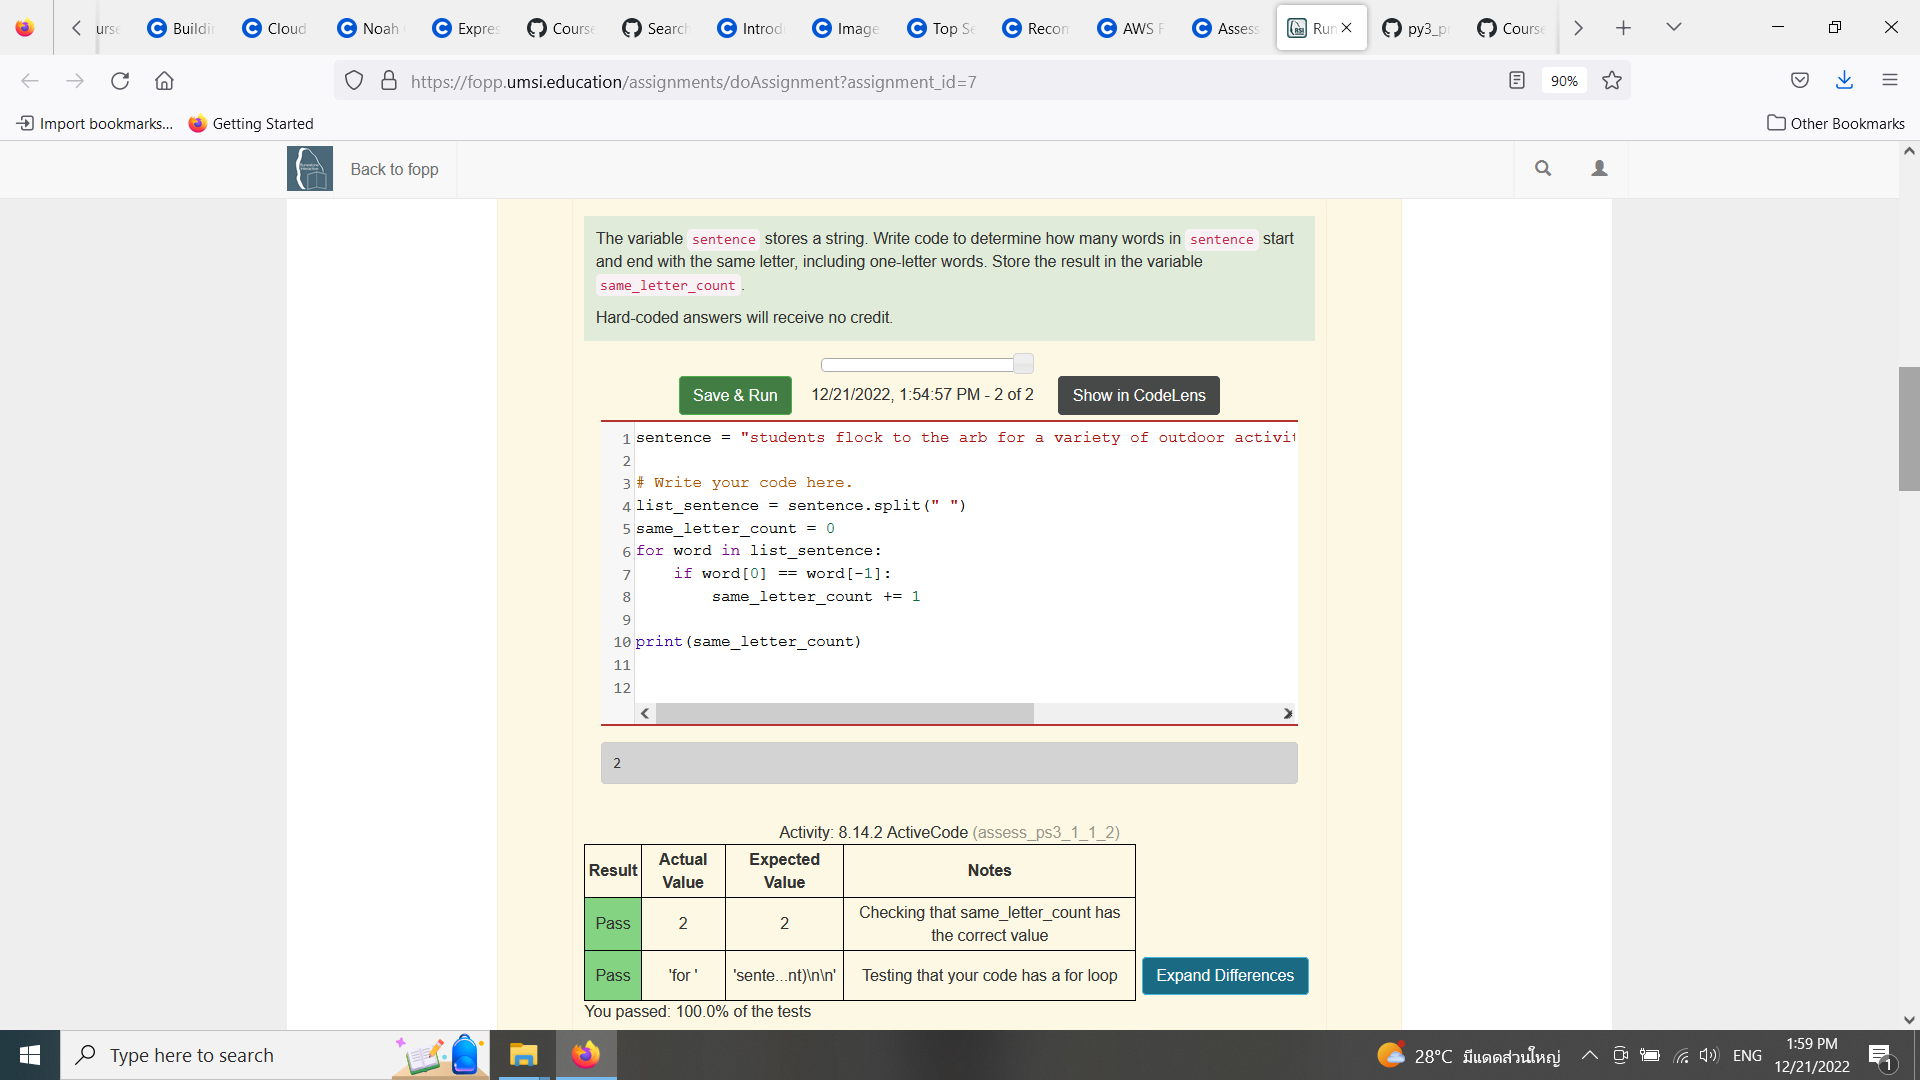 urse
Buildin
Cloud
Noah
Expres
Course
Search
Introd
Image
Top Se
Recom
AWS F
Assess
Run
py3_pr
Course
https://fopp.umsi.education/assignments/doAssignment?assignment_id=7
90%
Import bookmarks...
Getting Started
Other Bookmarks
Back to fopp
The variable sentence stores a string. Write code to determine how many words in sentence start
and end with the same letter, including one-letter words. Store the result in the variable
same_letter_count .
Hard-coded answers will receive no credit.
Save & Run
12/21/2022, 1:54:57 PM - 2 of 2
Show in CodeLens
1 sentence = "students flock to the arb for a variety of outdoor activit
2
3 # Write your code here.
4 list_sentence = sentence.split(" ")
5 same_letter_count = 0
6 for word in list_sentence:
7     if word[0] == word[-1]:
8         same_letter_count += 1
9
10 print(same_letter_count)
11
12
2
Activity: 8.14.2 ActiveCode (assess_ps3_1_1_2)
Result Actual Value Expected Value Notes
Pass 2 2 Checking that same_letter_count has the correct value
Pass 'for ' 'sente...nt)\n\n' Testing that your code has a for loop
Expand Differences
You passed: 100.0% of the tests
Type here to search
28°C มีแดดส่วนใหญ่
ENG
1:59 PM
12/21/2022
1